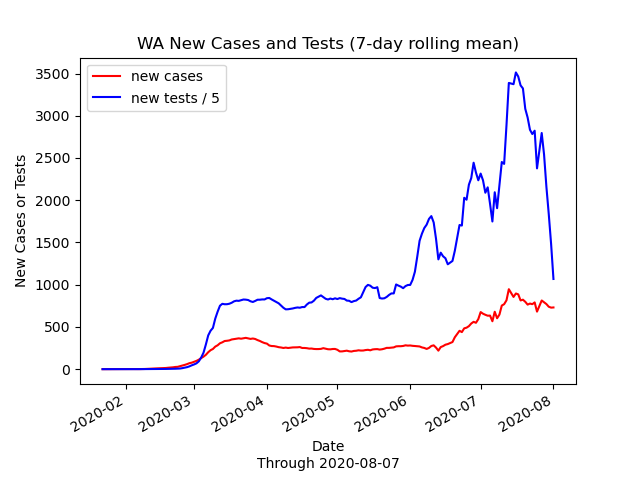 WA New Cases and Tests (7-day rolling mean)
new cases
new tests / 5
New Cases or Tests
3500
3000
2500
2000
1500
1000
500
0
2020-02
2020-03
2020-04
2020-05
2020-06
2020-07
2020-08
Date
Through 2020-08-07